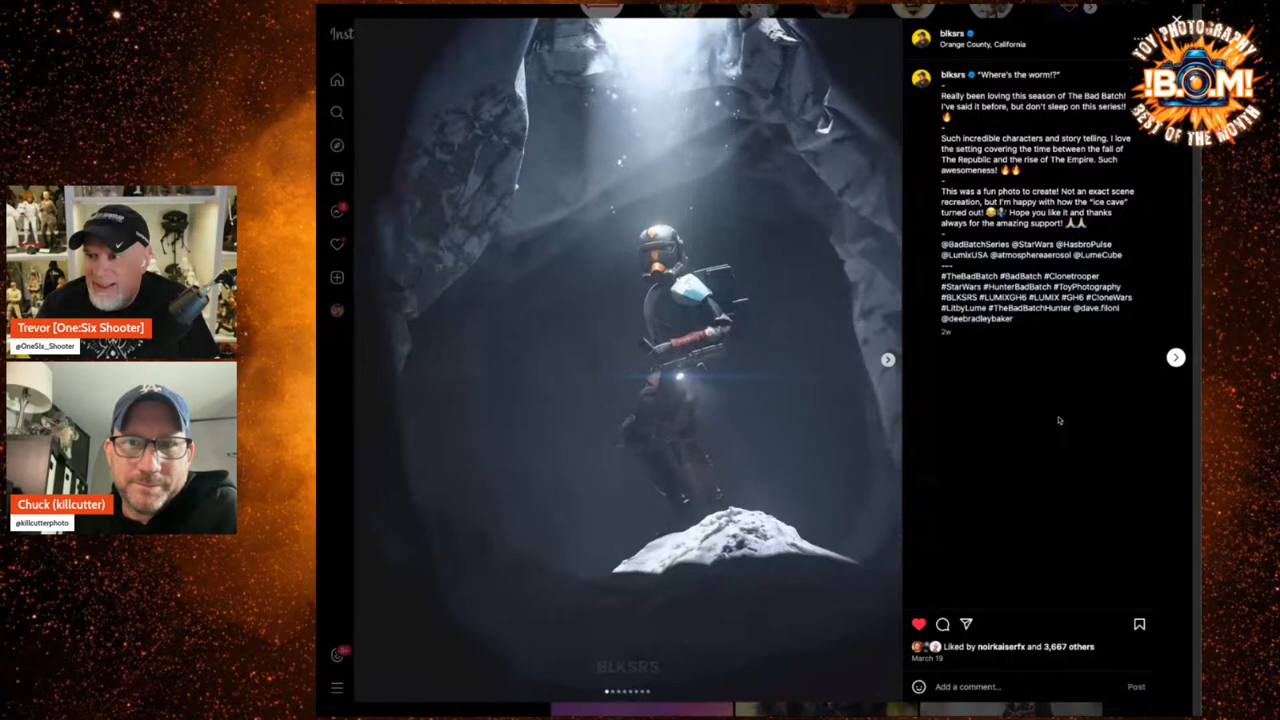 Inst
blksrs
Orange County, California
blksrs "Where's the worm!?"
-
Really been loving this season of The Bad Batch!
I've said it before, but don't sleep on this series!!
🔥
-
Such incredible characters and story telling. I love
the setting covering the time between the fall of
The Republic and the rise of The Empire. Such
awesomeness! 🔥🔥
-
This was a fun photo to create! Not an exact scene
recreation, but I'm happy with how the "ice cave"
turned out! Hope you like it and thanks
always for the amazing support! 🙏🙏
-
@BadBatchSeries @StarWars @HasbroPulse
@LumixUSA @atmosphereaerosol @LumeCube
---
#TheBadBatch #BadBatch #Clonetrooper
#StarWars #HunterBadBatch #ToyPhotography
#BLKSRS #LUMIXGH6 #LUMIX #GH6 #CloneWars
#LitbyLume #TheBadBatchHunter @dave.filoni
@deebradleybaker
2w
Liked by noirkaiserfx and 3,667 others
March 19
Add a comment...
Post
BLKSRS
TOY PHOTOGRAPHY
!B.O.M!
BEST OF THE MONTH
Trevor [One:Six Shooter]
@OneSIx_Shooter
Chuck (killcutter)
@killcutterphoto